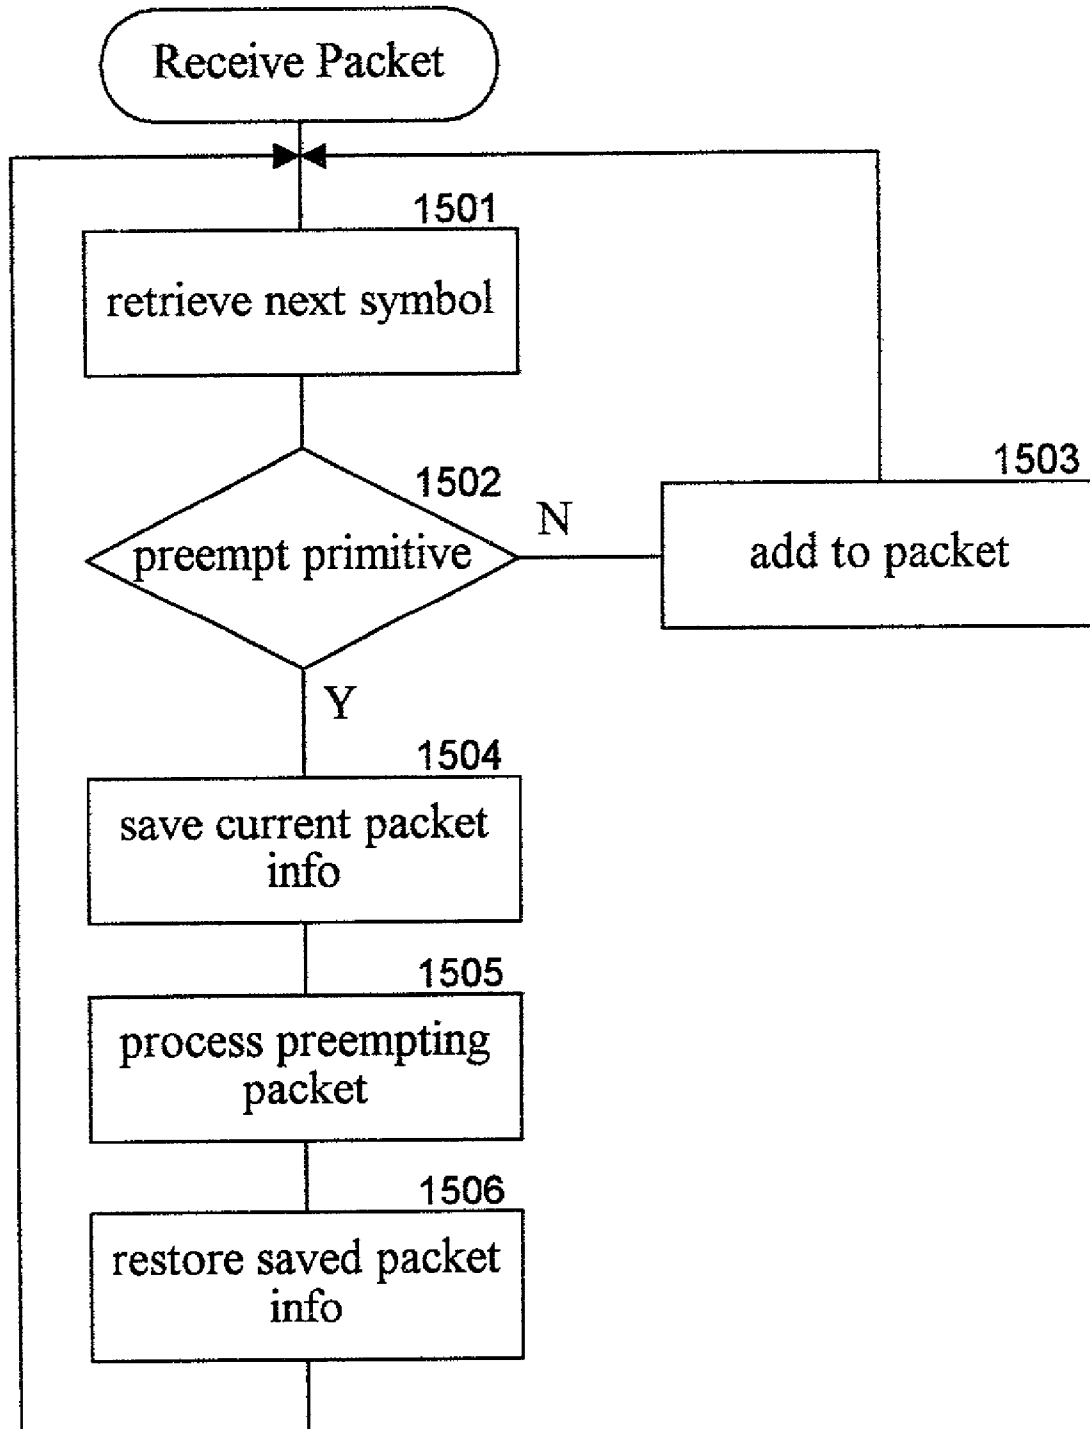 Receive Packet
1501
retrieve next symbol
1502
preempt primitive
N
1503
add to packet
Y
1504
save current packet
info
1505
process preempting
packet
1506
restore saved packet
info